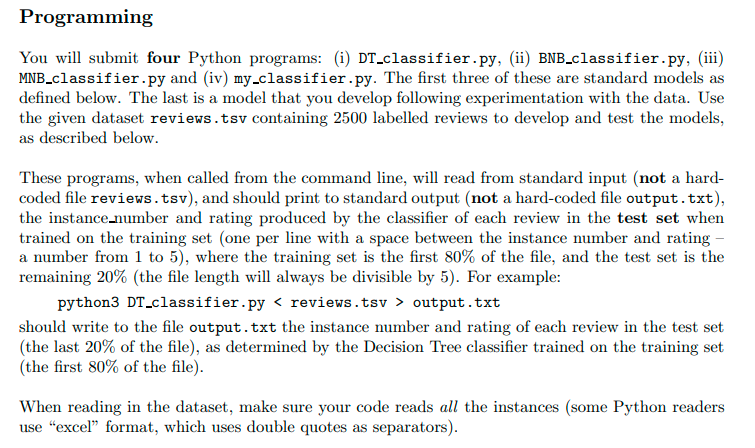 Programming
You will submit four Python programs: (i) DT_classifier.py, (ii) BNB_classifier.py, (iii)
MNB_classifier.py and (iv) my_classifier.py. The first three of these are standard models as
defined below. The last is a model that you develop following experimentation with the data. Use
the given dataset reviews.tsv containing 2500 labelled reviews to develop and test the models,
as described below.
These programs, when called from the command line, will read from standard input (not a hard-
coded file reviews.tsv), and should print to standard output (not a hard-coded file output.txt),
the instance_number and rating produced by the classifier of each review in the test set when
trained on the training set (one per line with a space between the instance number and rating –
a number from 1 to 5), where the training set is the first 80% of the file, and the test set is the
remaining 20% (the file length will always be divisible by 5). For example:
python3 DT_classifier.py < reviews.tsv > output.txt
should write to the file output.txt the instance number and rating of each review in the test set
(the last 20% of the file), as determined by the Decision Tree classifier trained on the training set
(the first 80% of the file).
When reading in the dataset, make sure your code reads all the instances (some Python readers
use “excel” format, which uses double quotes as separators).